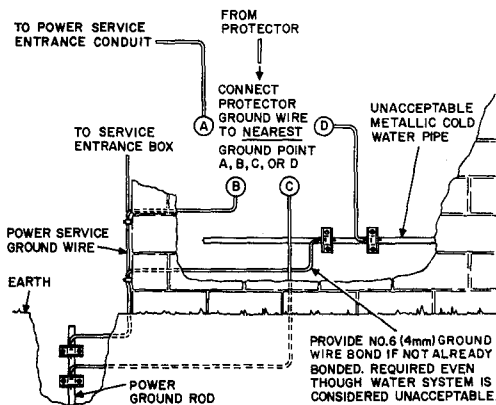 FROM
PROTECTOR
TO POWER SERVICE
ENTRANCE CONDUIT
CONNECT
PROTECTOR
GROUND WIRE
TO NEAREST
GROUND POINT
A, B, C, OR D
A
D
B
C
UNACCEPTABLE
METALLIC COLD
WATER PIPE
TO SERVICE
ENTRANCE BOX
POWER SERVICE
GROUND WIRE
EARTH
POWER
GROUND ROD
PROVIDE NO.6 (4mm) GROUND
WIRE BOND IF NOT ALREADY
BONDED. REQUIRED EVEN
THOUGH WATER SYSTEM IS
CONSIDERED UNACCEPTABLE